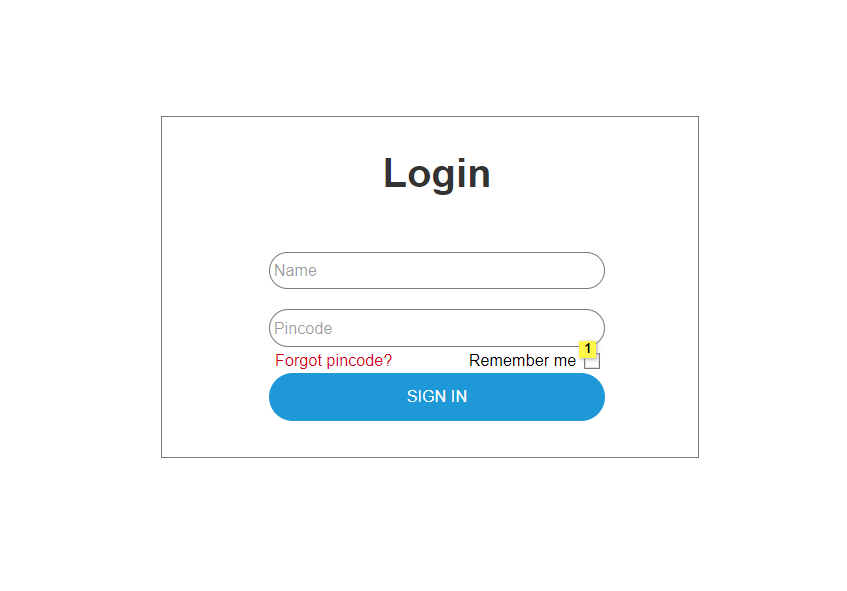 Login
Name
Pincode
1
Forgot pincode? Remember me
SIGN IN